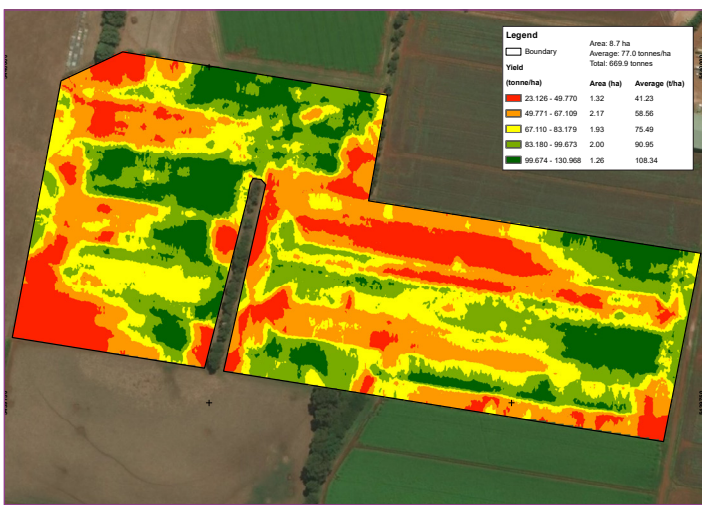 Legend
Boundary
Area: 8.7 ha
Average: 77.0 tonnes/ha
Total: 669.9 tonnes
Yield
(tonne/ha) Area (ha) Average (t/ha)
23.126 - 49.770 1.32 41.23
49.771 - 67.109 2.17 58.56
67.110 - 83.179 1.93 75.49
83.180 - 99.673 2.00 90.95
99.674 - 130.968 1.26 108.34